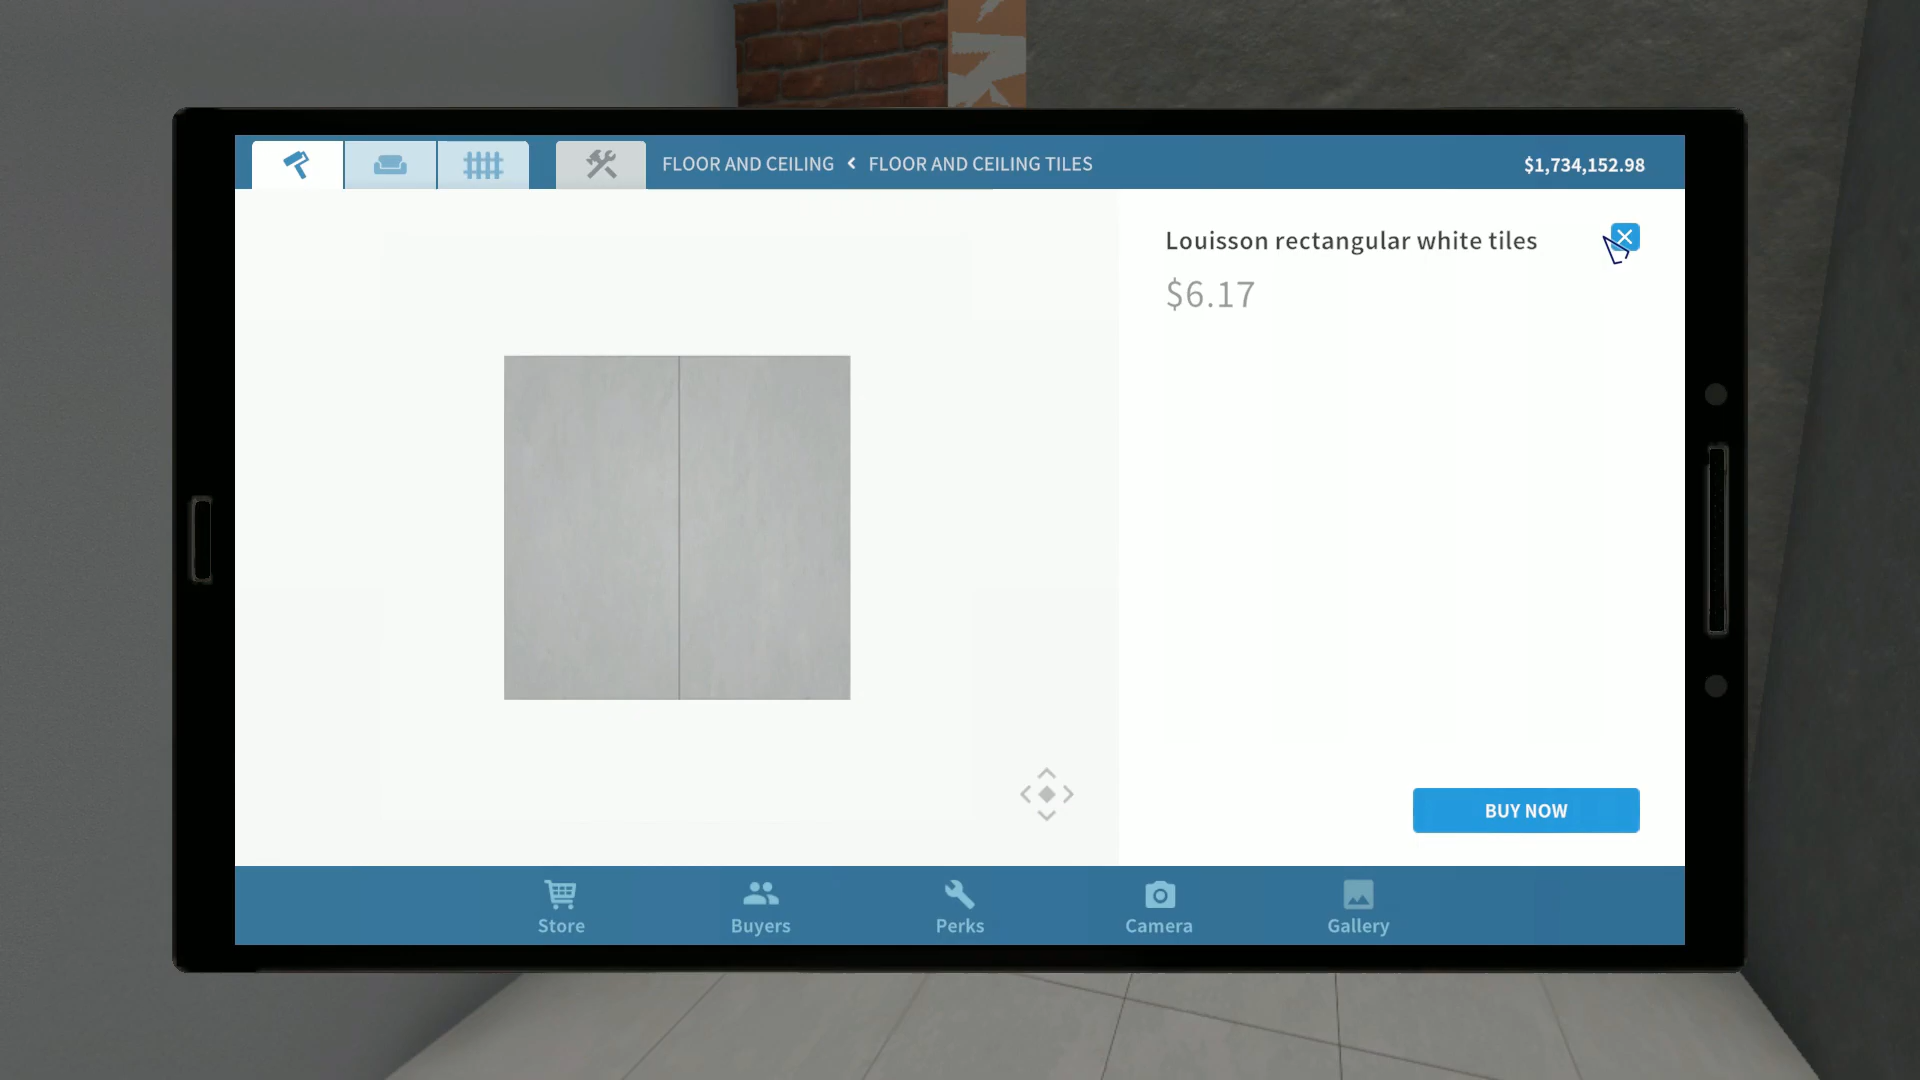 FLOOR AND CEILING < FLOOR AND CEILING TILES
$1,734,152.98
Louisson rectangular white tiles
$6.17
BUY NOW
Store
Buyers
Perks
Camera
Gallery